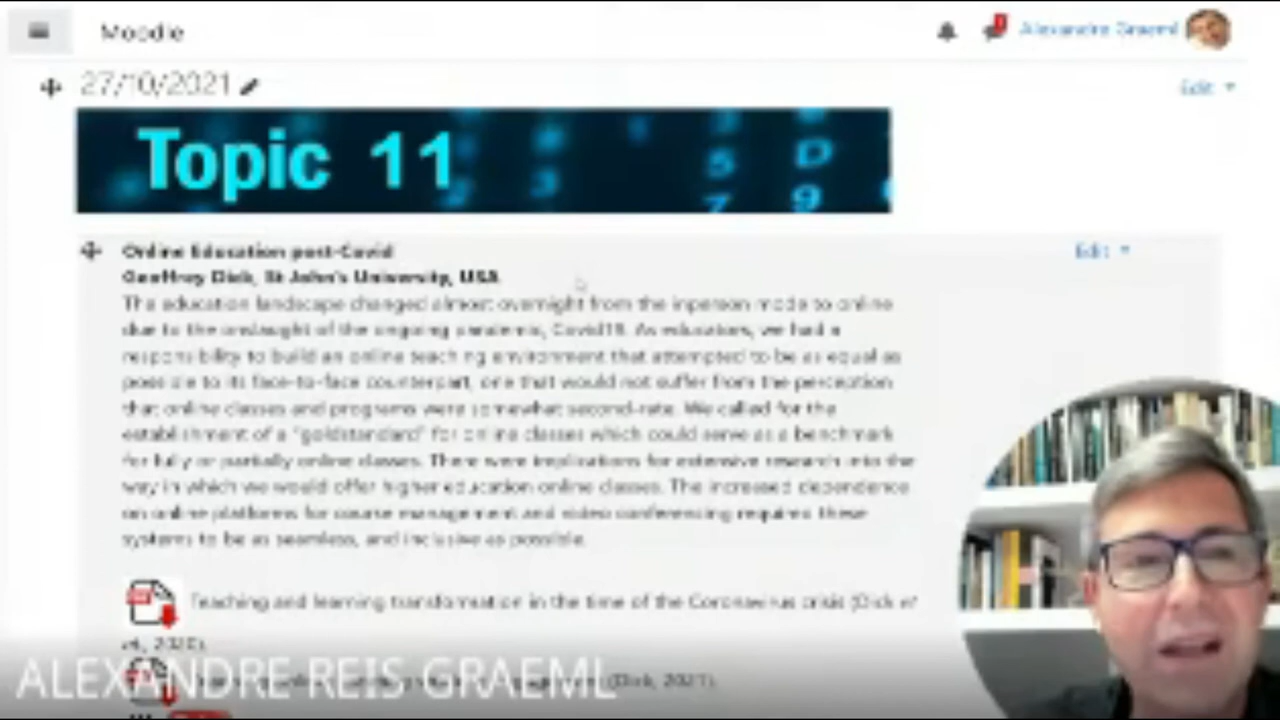 Moodle
Alexandre Graeml
27/10/2021
Edit
Topic 11
5
D
3
7
9
Online Education post-Covid
Edit
Geoffrey Dick, St John's University, USA
The education landscape changed almost overnight from the inperson mode to online
due to the onslaught of the ongoing pandemic, Covid19. As educators, we had a
responsibility to build an online teaching environment that attempted to be as equal as
possible to its face-to-face counterpart, one that would not suffer from the perception
that online classes and programs were somewhat second-rate. We called for the
establishment of a "goldstandard" for online classes which could serve as a benchmark
for fully or partially online classes. There were implications for extensive research into the
way in which we would offer higher education online classes. The increased dependence
on online platforms for course management and video conferencing requires these
systems to be as seamless, and inclusive as possible.
Teaching and learning transformation in the time of the Coronavirus crisis (Dick et
al., 2020).
ALEXANDRE REIS GRAEML
(Dick, 2021).